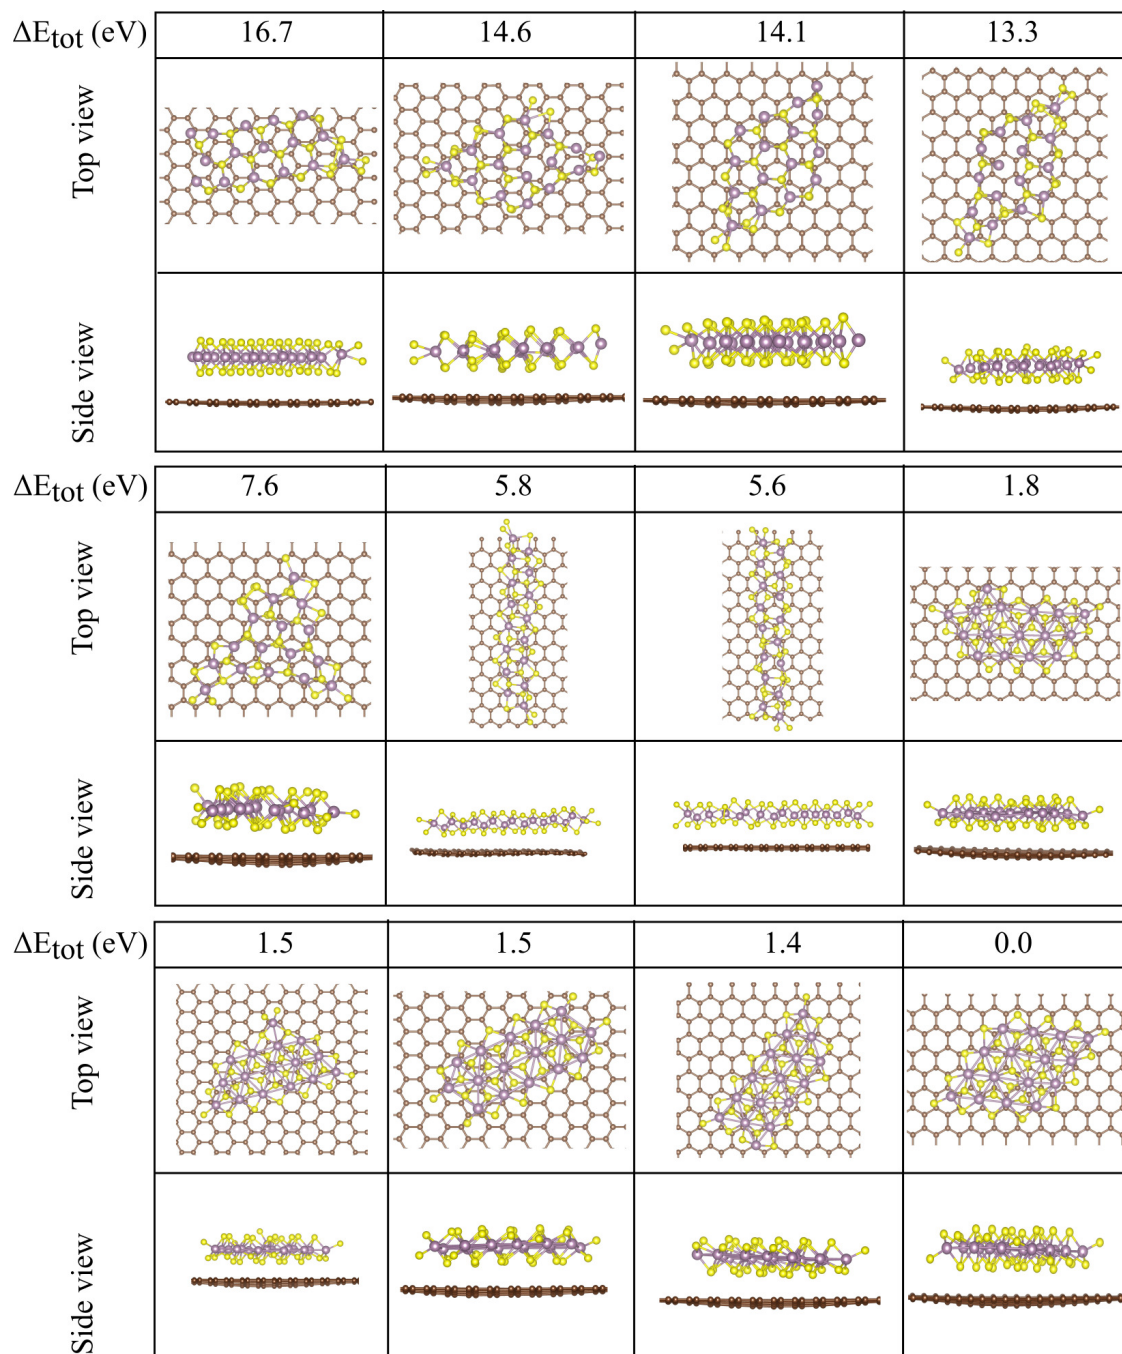 ΔEtot (eV) 16.7 14.6 14.1 13.3
Top view
Side view
ΔEtot (eV) 7.6 5.8 5.6 1.8
Top view
Side view
ΔEtot (eV) 1.5 1.5 1.4 0.0
Top view
Side view